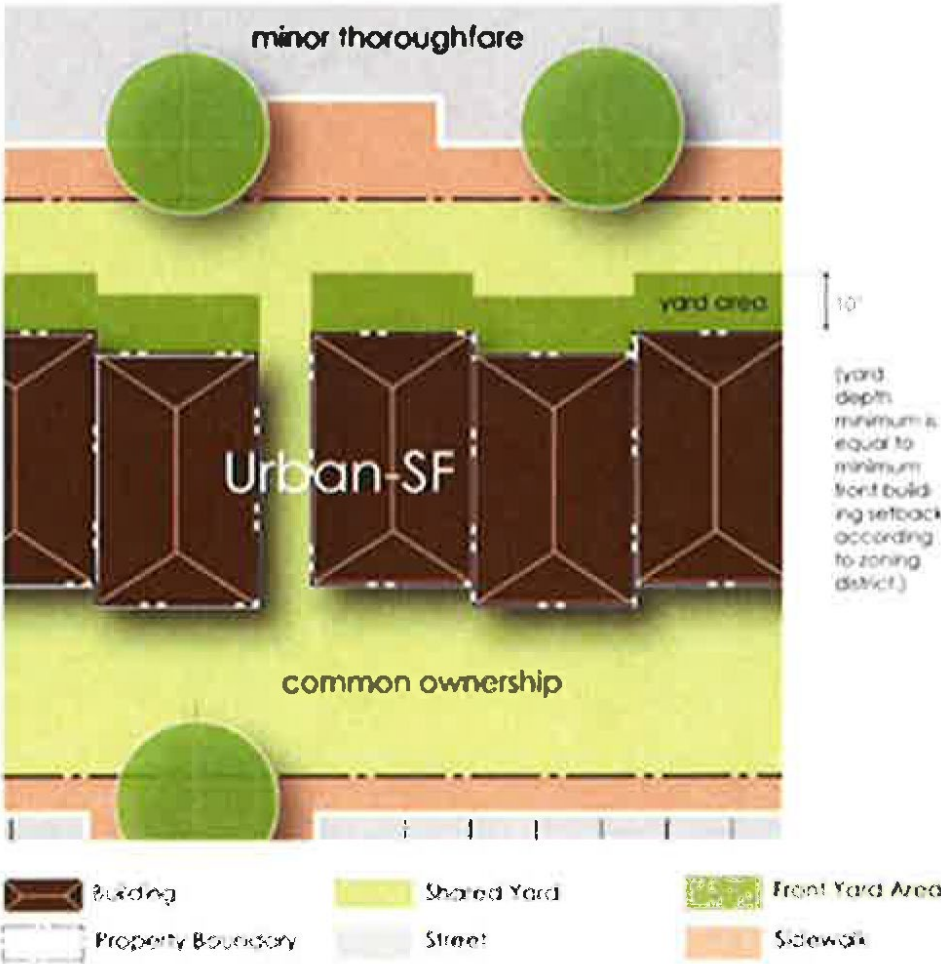 minor thoroughfare
yard area
10'
(yard
depth
minimum is
equal to
minimum
front build
ing setback
according
to zoning
district.)
Urban-SF
common ownership
Building
Shared Yard
Front Yard Area
Property Boundary
Street
Sidewalk